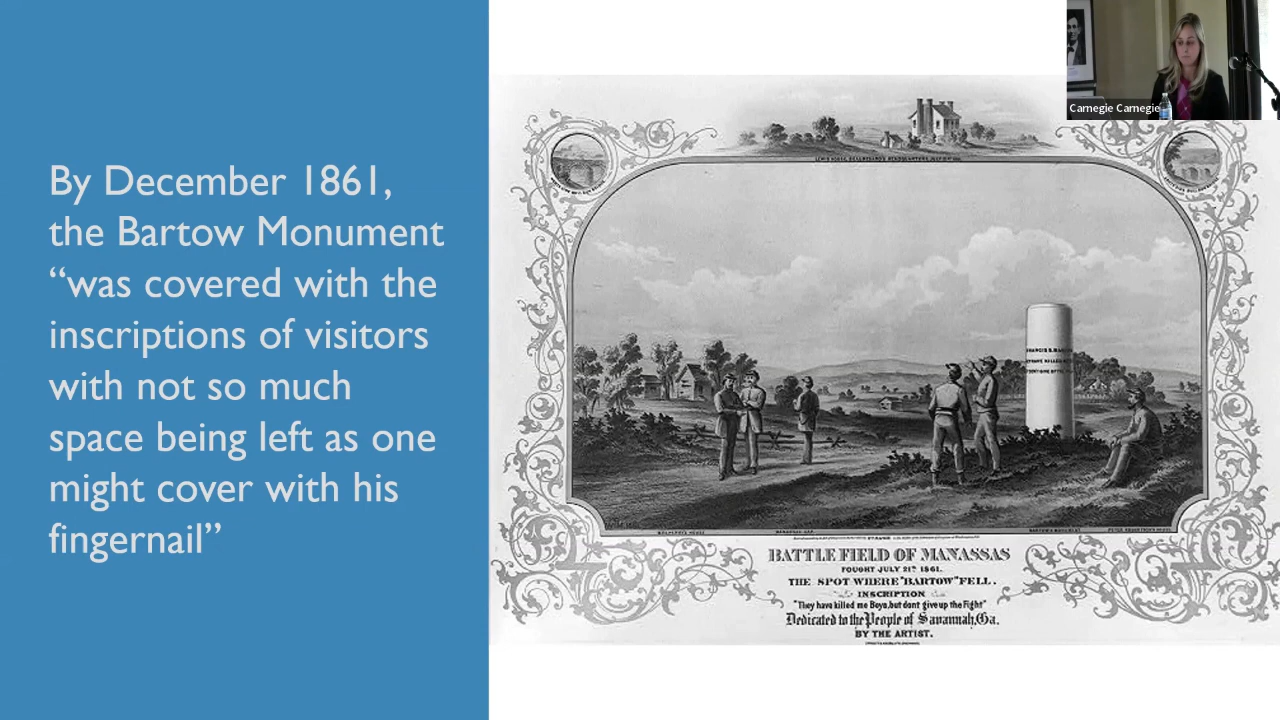 By December 1861,
the Bartow Monument
“was covered with the
inscriptions of visitors
with not so much
space being left as one
might cover with his
fingernail”
Carnegie Carnegie
BATTLE FIELD OF MANASSAS
FOUGHT JULY 21ST 1861.
THE SPOT WHERE "BARTOW" FELL.
INSCRIPTION
"They have killed me Boys, but dont give up the Fight"
Dedicated to the People of Savannah, Ga.
BY THE ARTIST.